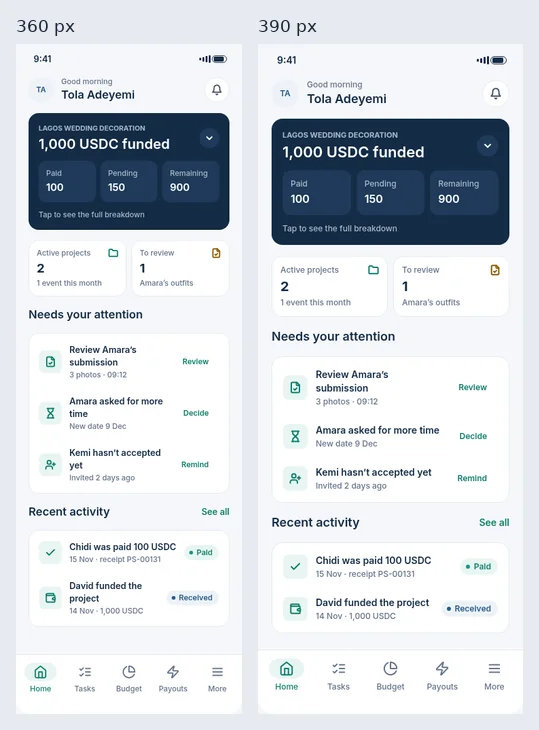 360 px
9:41
TA
Good morning
Tola Adeyemi
LAGOS WEDDING DECORATION
1,000 USDC funded
Paid
100
Pending
150
Remaining
900
Tap to see the full breakdown
Active projects
2
1 event this month
To review
1
Amara's outfits
Needs your attention
Review Amara's
submission
3 photos · 09:12
Review
Amara asked for more
time
New date 9 Dec
Decide
Kemi hasn't accepted
yet
Invited 2 days ago
Remind
Recent activity
See all
Chidi was paid 100 USDC
15 Nov · receipt PS-00131
Paid
David funded the
project
14 Nov · 1,000 USDC
Received
Home
Tasks
Budget
Payouts
More
390 px
9:41
TA
Good morning
Tola Adeyemi
LAGOS WEDDING DECORATION
1,000 USDC funded
Paid
100
Pending
150
Remaining
900
Tap to see the full breakdown
Active projects
2
1 event this month
To review
1
Amara's outfits
Needs your attention
Review Amara's
submission
3 photos · 09:12
Review
Amara asked for more time
New date 9 Dec
Decide
Kemi hasn't accepted yet
Invited 2 days ago
Remind
Recent activity
See all
Chidi was paid 100 USDC
15 Nov · receipt PS-00131
Paid
David funded the project
14 Nov · 1,000 USDC
Received
Home
Tasks
Budget
Payouts
More